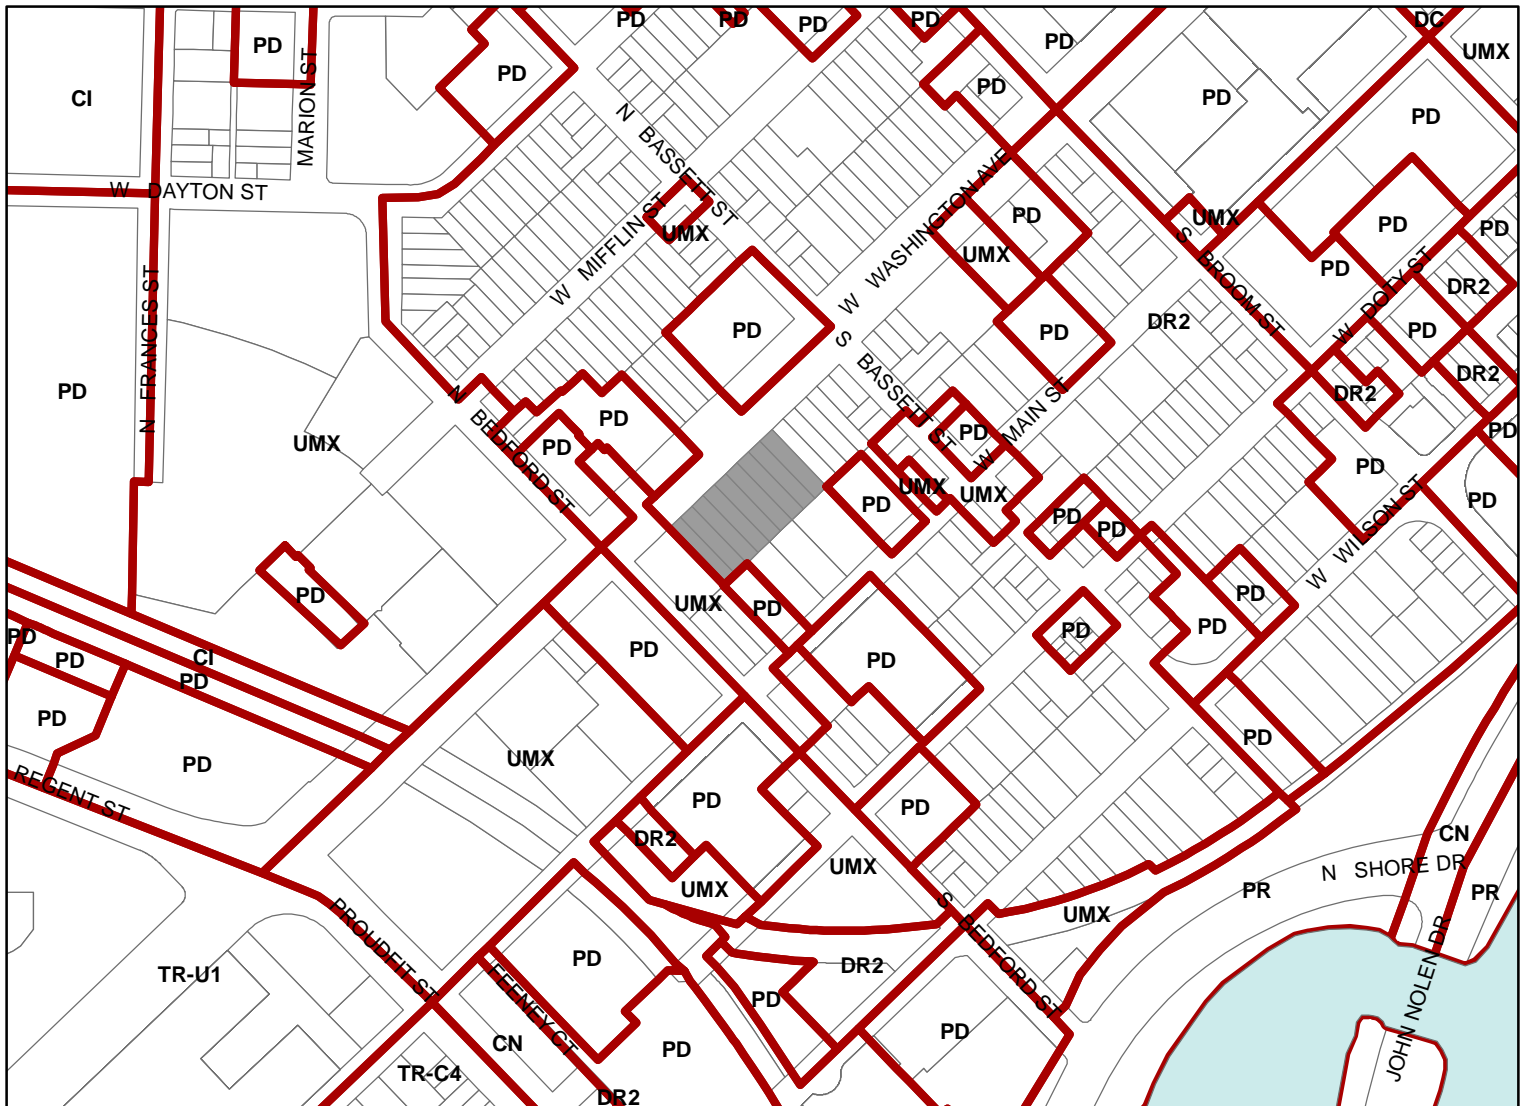 PD
PD
PD
PD
DC
PD
PD
UMX
CI
PD
PD
PD
PD
MARION ST
N BASSETT ST
W DAYTON ST
W MIFFLIN ST
UMX
W WASHINGTON AVE
PD
UMX
UMX
PD
PD
PD
S BROOM ST
DR2
N FRANCES ST
W DOTY ST
PD
S BASSETT ST
PD
DR2
PD
PD
DR2
DR2
UMX
N BEDFORD ST
PD
PD
PD
W MAIN ST
PD
PD
UMX
UMX
PD
PD
PD
PD
W WILSON ST
PD
UMX
PD
PD
PD
PD
PD
PD
PD
PD
CI
PD
PD
PD
UMX
PD
REGENT ST
PD
PD
DR2
UMX
UMX
CN
N SHORE DR
PR
PR
PROUDFIT ST
S BEDFORD ST
UMX
TR-U1
PD
DR2
JOHN NOLEN DR
FEENEY CT
PD
PD
CN
PD
TR-C4
DR2